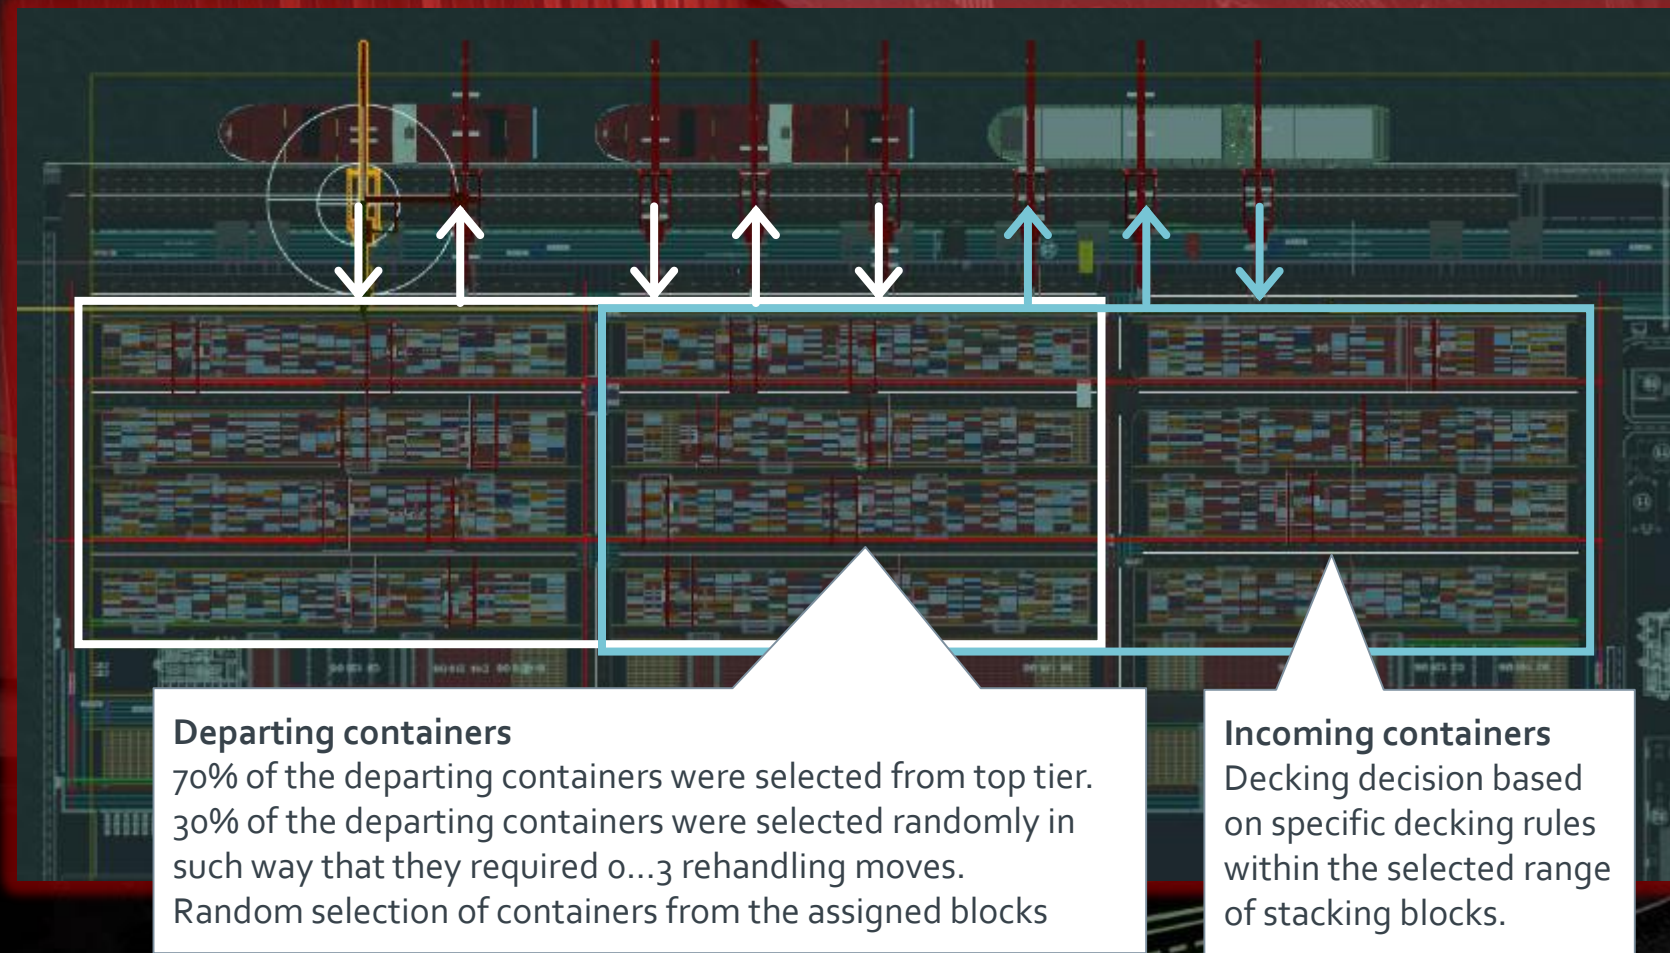 Departing containers
70% of the departing containers were selected from top tier.
30% of the departing containers were selected randomly in
such way that they required 0...3 rehandling moves.
Random selection of containers from the assigned blocks
Incoming containers
Decking decision based
on specific decking rules
within the selected range
of stacking blocks.